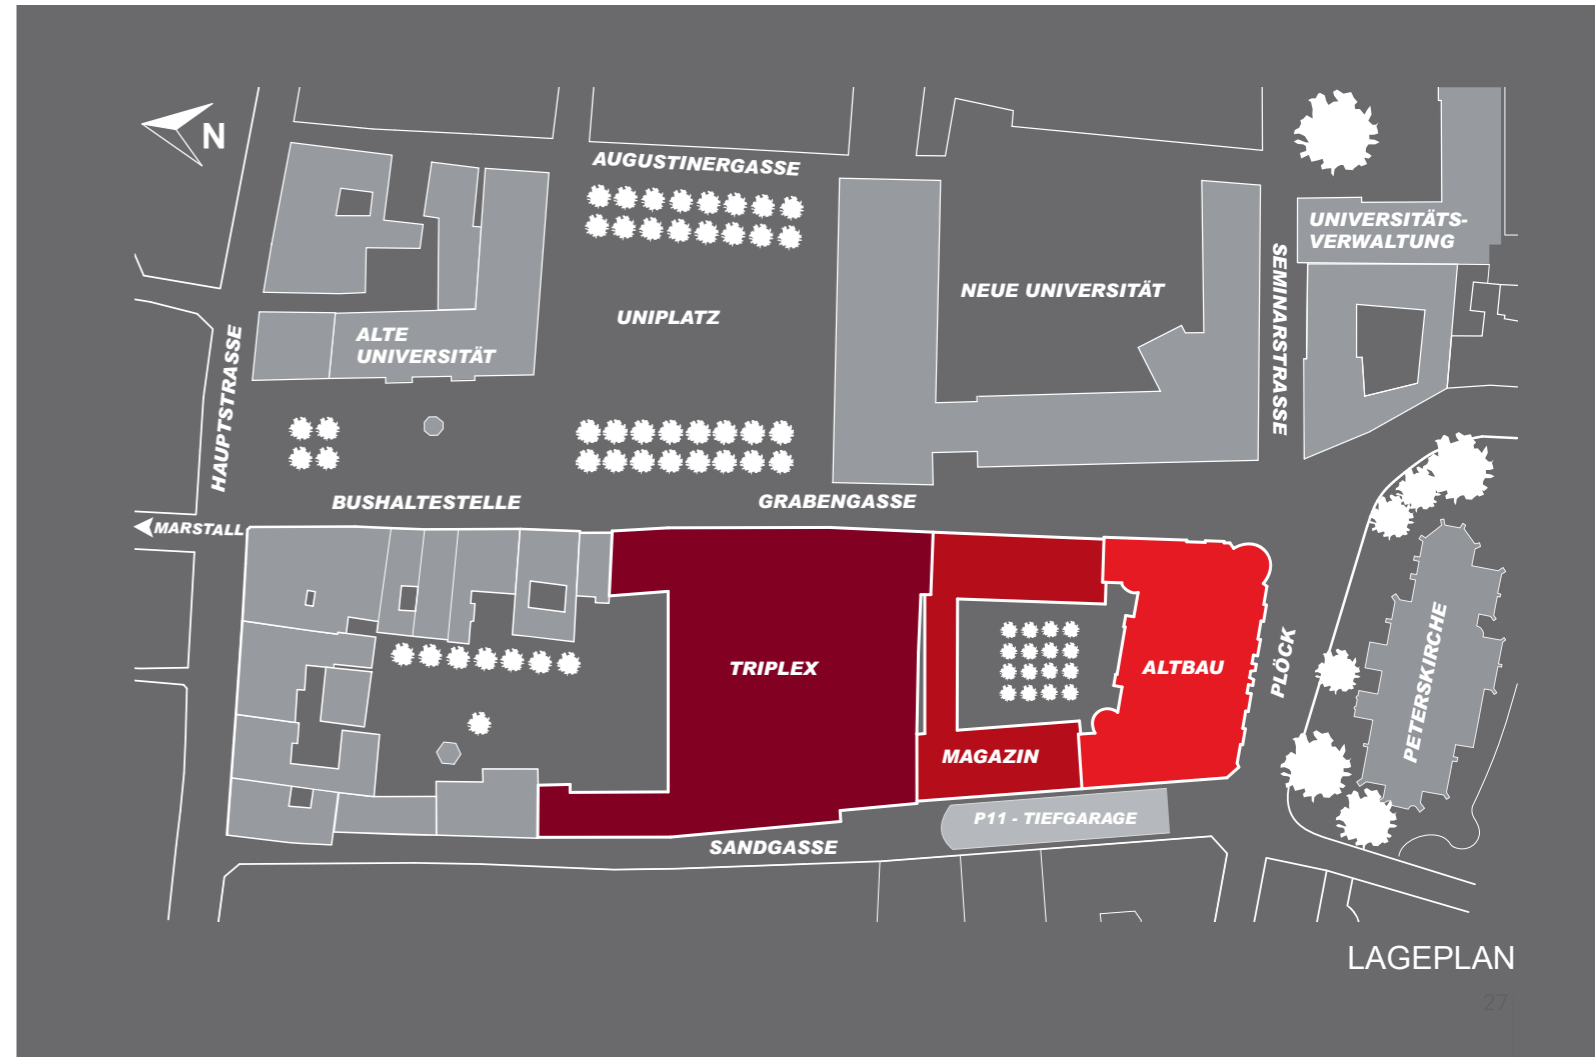 N
AUGUSTINERGASSE
UNIVERSITÄTS-
VERWALTUNG
NEUE UNIVERSITÄT
SEMINARSTRASSE
UNIPLATZ
ALTE
UNIVERSITÄT
HAUPTSTRASSE
BUSHALTESTELLE
GRABENGASSE
MARSTALL
TRIPLEX
ALTBAU
PLÖCK
PETERSKIRCHE
MAGAZIN
P11 - TIEFGARAGE
SANDGASSE
LAGEPLAN
27